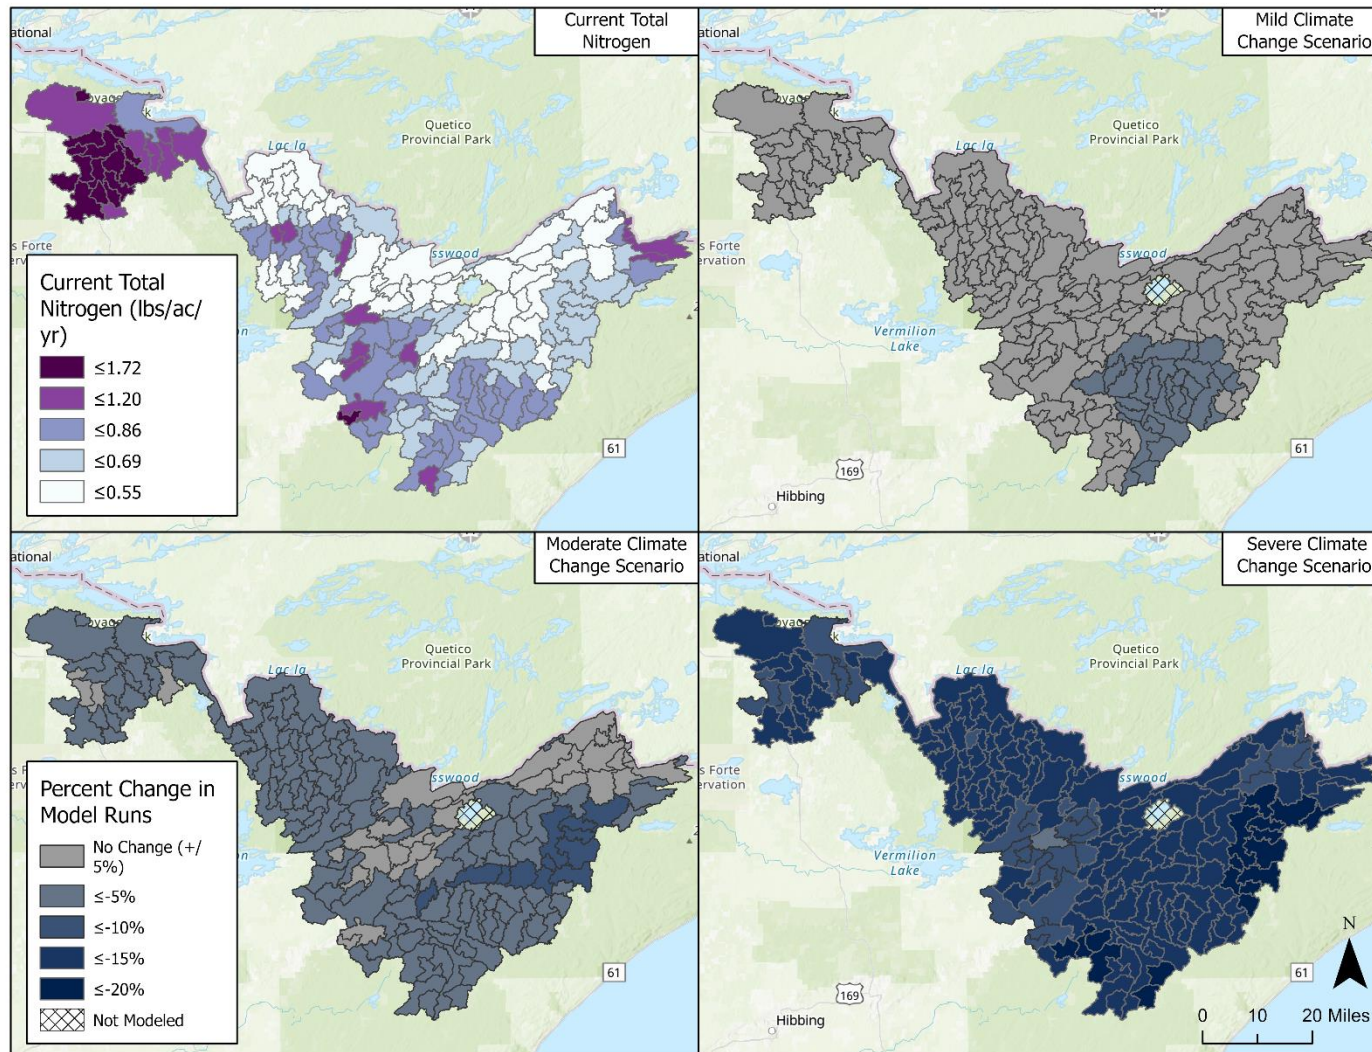 ational
Current Total
Nitrogen
oyag
k
Quetico
Provincial Park
Lac la
sswood
s Forte
ervation
Current Total
Nitrogen (lbs/ac/
yr)
≤1.72
≤1.20
≤0.86
≤0.69
≤0.55
61
ational
Mild Climate
Change Scenario
Quetico
Provincial Park
Vermilion
Lake
61
169
Hibbing
ational
Moderate Climate
Change Scenario
oyag
k
Quetico
Provincial Park
Lac la
sswood
s Forte
ervation
Percent Change in
Model Runs
No Change (+/
5%)
≤-5%
≤-10%
≤-15%
≤-20%
Not Modeled
61
ational
Severe Climate
Change Scenario
oyag
k
Quetico
Provincial Park
Lac la
sswood
s Forte
ervation
Vermilion
Lake
N
61
169
Hibbing
0 10 20 Miles